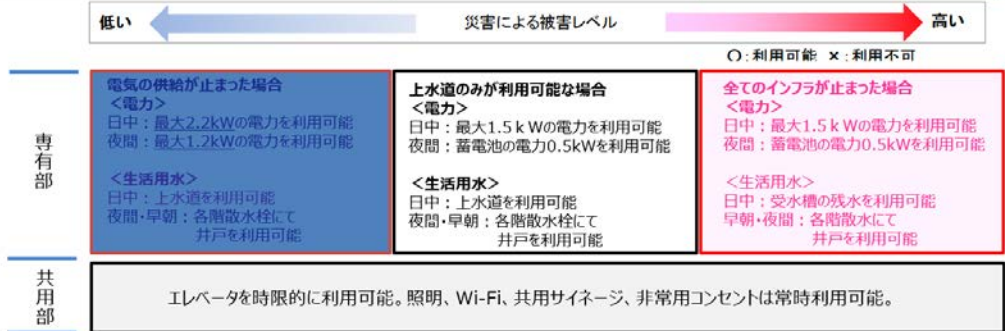 低い 災害による被害レベル 高い
○:利用可能 ×:利用不可
専有部
電気の供給が止まった場合
<電力>
日中：最大2.2kWの電力を利用可能
夜間：最大1.2kWの電力を利用可能
<生活用水>
日中：上水道を利用可能
夜間･早朝：各階散水栓にて
井戸を利用可能
上水道のみが利用可能な場合
<電力>
日中：最大1.5ｋWの電力を利用可能
夜間：蓄電池の電力0.5kWを利用可能
<生活用水>
日中：上水道を利用可能
夜間･早朝：各階散水栓にて
井戸を利用可能
全てのインフラが止まった場合
<電力>
日中：最大1.5ｋWの電力を利用可能
夜間：蓄電池の電力0.5kWを利用可能
<生活用水>
日中：受水槽の残水を利用可能
早朝･夜間：各階散水にて
井戸を利用可能
共用部
エレベータを時限的に利用可能。照明、Wi-Fi、共用サイネージ、非常用コンセントは常時利用可能。